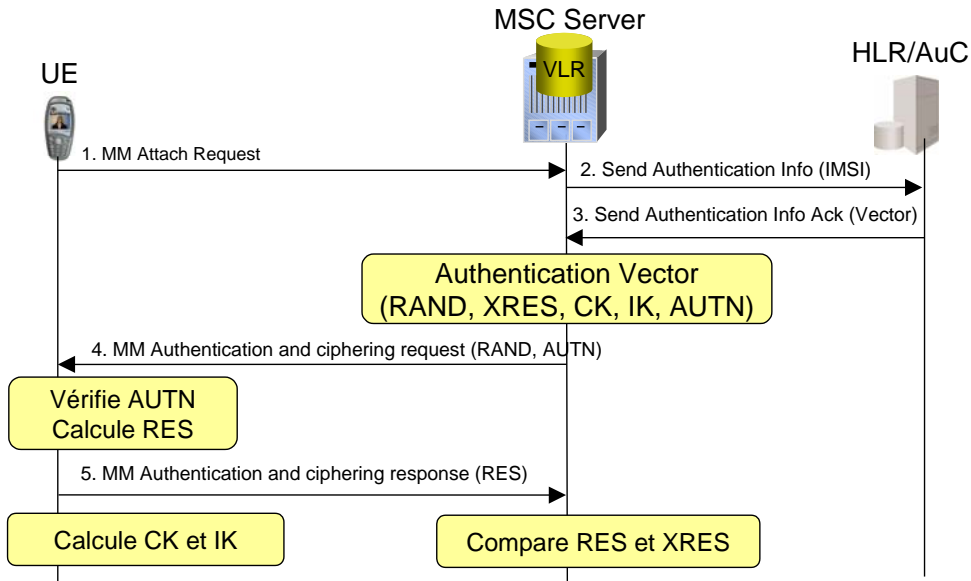 MSC Server
UE
VLR
HLR/AuC
1. MM Attach Request
2. Send Authentication Info (IMSI)
3. Send Authentication Info Ack (Vector)
Authentication Vector
(RAND, XRES, CK, IK, AUTN)
4. MM Authentication and ciphering request (RAND, AUTN)
Vérifie AUTN
Calcule RES
5. MM Authentication and ciphering response (RES)
Calcule CK et IK
Compare RES et XRES